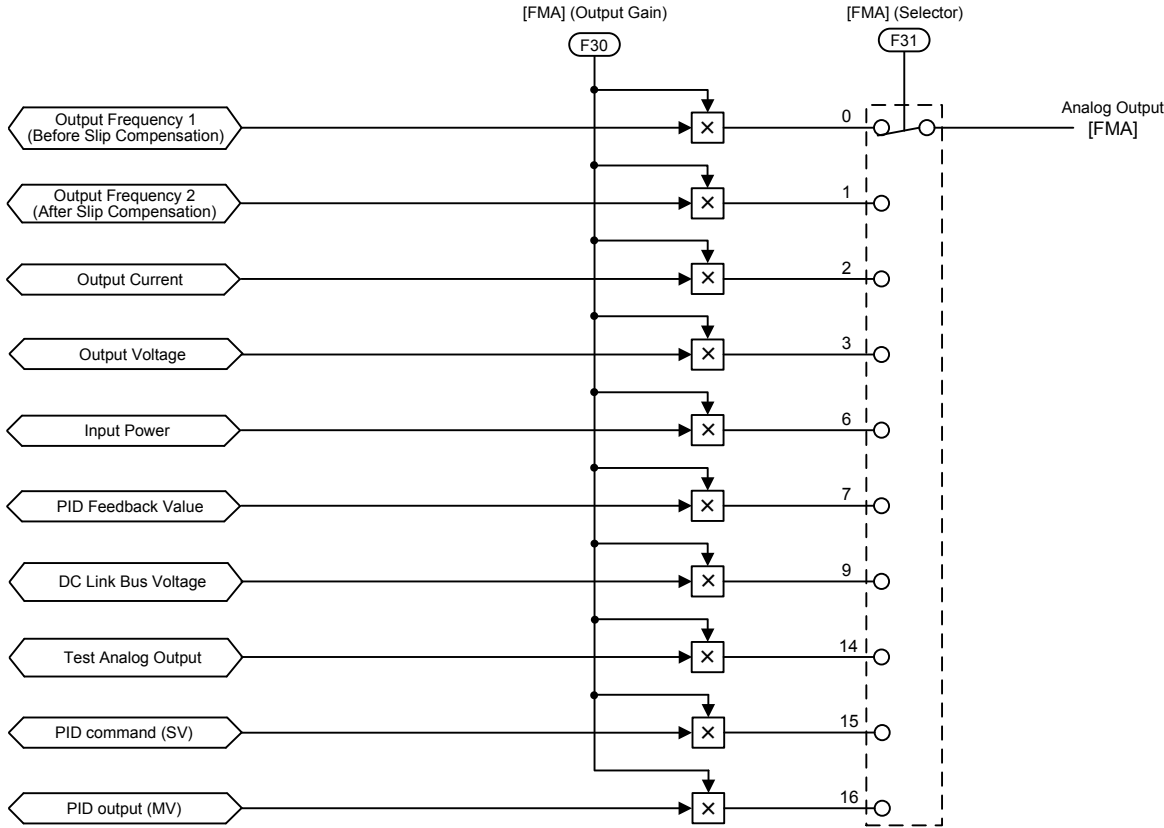 [FMA] (Output Gain)
[FMA] (Selector)
F30
F31
Output Frequency 1
(Before Slip Compensation)
×
0
Analog Output
[FMA]
Output Frequency 2
(After Slip Compensation)
×
1
Output Current
×
2
Output Voltage
×
3
Input Power
×
6
PID Feedback Value
×
7
DC Link Bus Voltage
×
9
Test Analog Output
×
14
PID command (SV)
×
15
PID output (MV)
×
16